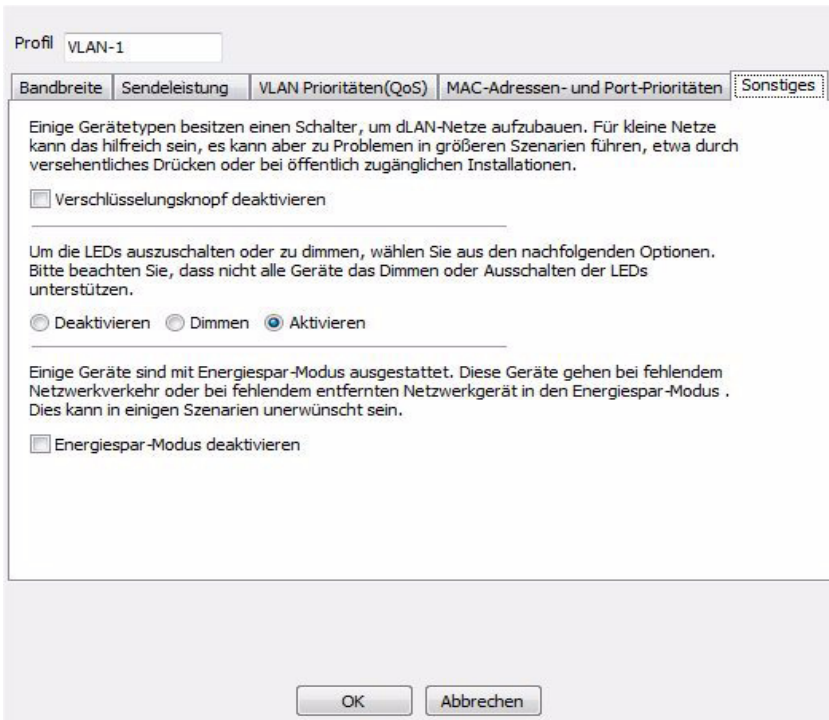 Profil VLAN-1
Bandbreite Sendeleistung VLAN Prioritäten(QoS) MAC-Adressen- und Port-Prioritäten Sonstiges
Einige Gerätetypen besitzen einen Schalter, um dLAN-Netze aufzubauen. Für kleine Netze
kann das hilfreich sein, es kann aber zu Problemen in größeren Szenarien führen, etwa durch
versehentliches Drücken oder bei öffentlich zugänglichen Installationen.
Verschlüsselungsknopf deaktivieren
Um die LEDs auszuschalten oder zu dimmen, wählen Sie aus den nachfolgenden Optionen.
Bitte beachten Sie, dass nicht alle Geräte das Dimmen oder Ausschalten der LEDs
unterstützen.
Deaktivieren Dimmen Aktivieren
Einige Geräte sind mit Energiespar-Modus ausgestattet. Diese Geräte gehen bei fehlendem
Netzwerkverkehr oder bei fehlendem entfernten Netzwerkgerät in den Energiespar-Modus .
Dies kann in einigen Szenarien unerwünscht sein.
Energiespar-Modus deaktivieren
OK Abbrechen